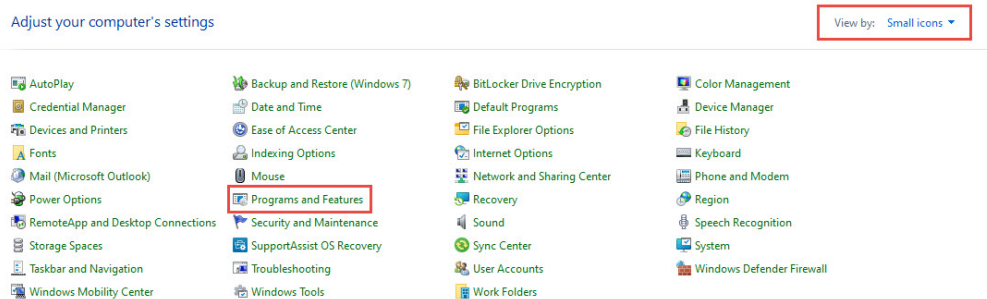 Adjust your computer's settings
View by: Small icons
AutoPlay
Backup and Restore (Windows 7)
BitLocker Drive Encryption
Color Management
Credential Manager
Date and Time
Default Programs
Device Manager
Devices and Printers
Ease of Access Center
File Explorer Options
File History
Fonts
Indexing Options
Internet Options
Keyboard
Mail (Microsoft Outlook)
Mouse
Network and Sharing Center
Phone and Modem
Power Options
Programs and Features
Recovery
Region
RemoteApp and Desktop Connections
Security and Maintenance
Sound
Speech Recognition
Storage Spaces
SupportAssist OS Recovery
Sync Center
System
Taskbar and Navigation
Troubleshooting
User Accounts
Windows Defender Firewall
Windows Mobility Center
Windows Tools
Work Folders